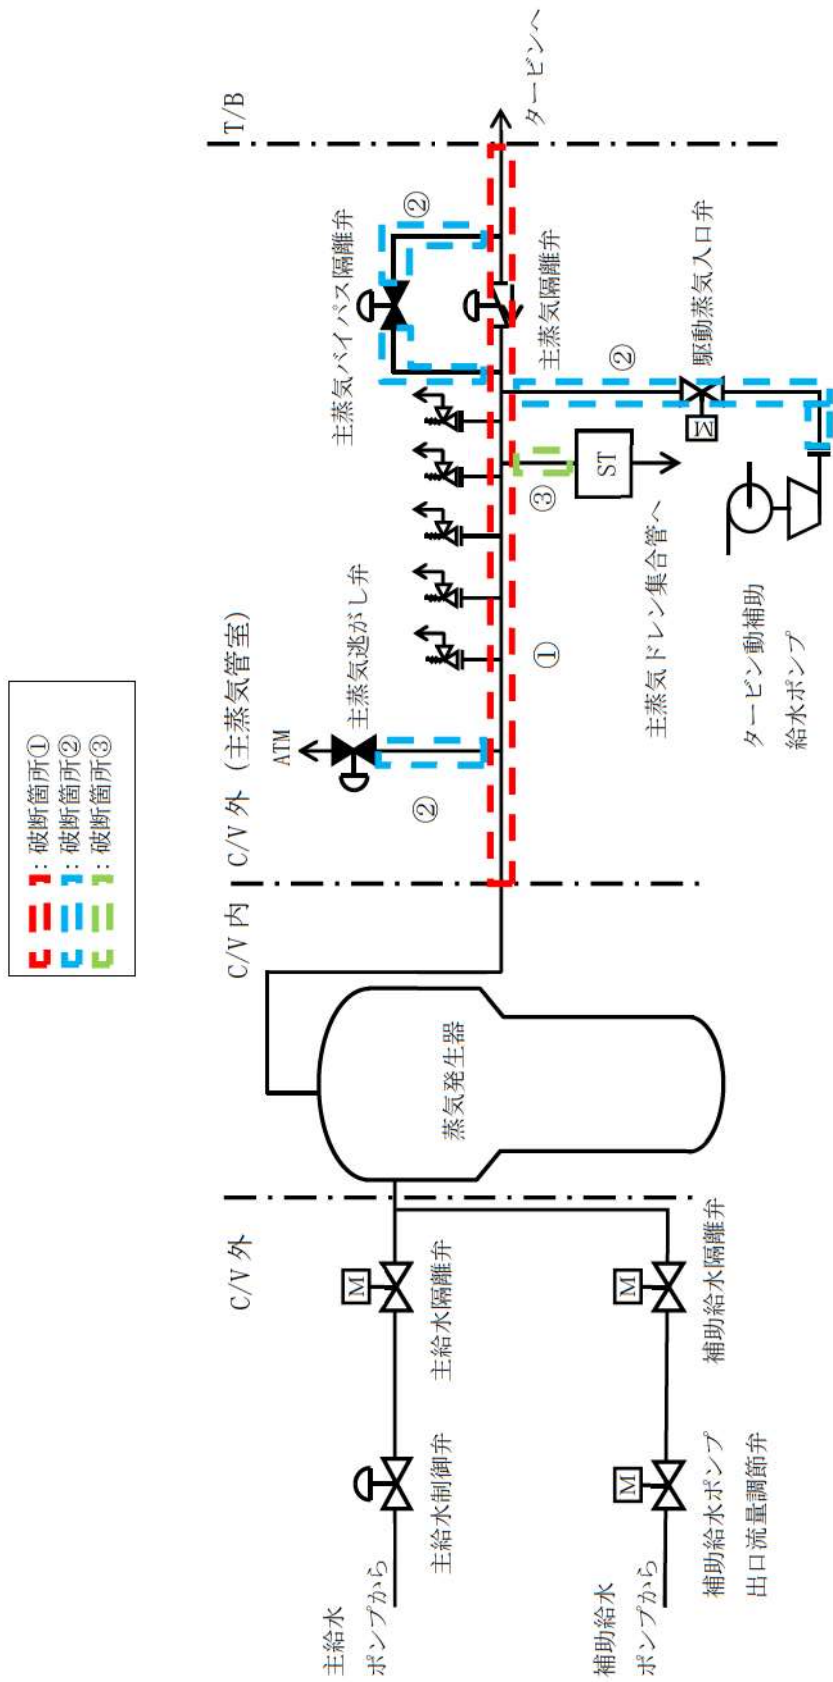 ：破断箇所①
：破断箇所②
：破断箇所③
C/V 外
C/V 内
C/V 外 (主蒸気管室)
T/B
主給水
ポンプから
主給水制御弁
M
主給水隔離弁
補助給水
ポンプから
M
補助給水ポンプ
出口流量調節弁
M
補助給水隔離弁
蒸気発生器
ATM
主蒸気逃がし弁
②
①
主蒸気バイパス隔離弁
②
主蒸気隔離弁
タービンへ
③
ST
主蒸気ドレン集合管へ
②
M
駆動蒸気入口弁
タービン動補助
給水ポンプ